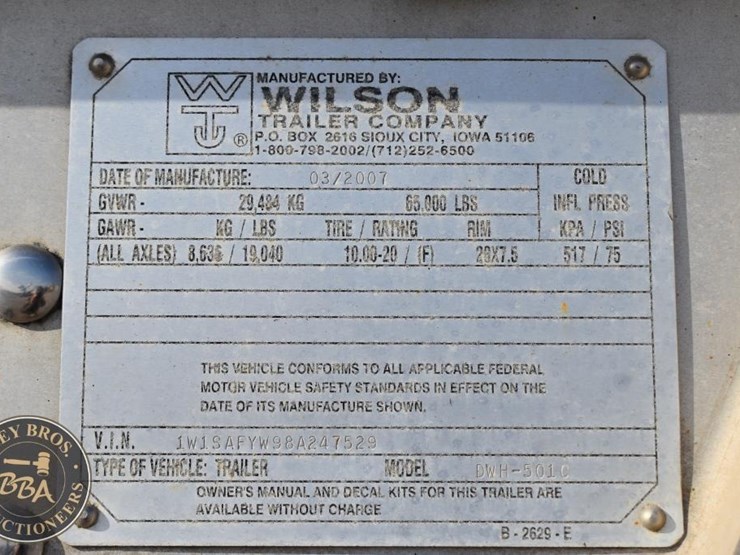 MANUFACTURED BY:
WILSON
TRAILER COMPANY
P.O. BOX 2616 SIOUX CITY, IOWA 51106
1-800-798-2002/(712)252-6500
W
T
®
DATE OF MANUFACTURE: 03/2007 COLD
GVWR - 29,484 KG 65,000 LBS INFL PRESS
GAWR - KG / LBS TIRE / RATING RIM KPA / PSI
(ALL AXLES) 8,636 / 19,040 10.00-20 / (F) 20X7.5 517 / 75
THIS VEHICLE CONFORMS TO ALL APPLICABLE FEDERAL
MOTOR VEHICLE SAFETY STANDARDS IN EFFECT ON THE
DATE OF ITS MANUFACTURE SHOWN.
V.I.N. 1W1SAFYW98A247529
TYPE OF VEHICLE: TRAILER MODEL DWH-501C
OWNER'S MANUAL AND DECAL KITS FOR THIS TRAILER ARE
AVAILABLE WITHOUT CHARGE
B - 2629 - E
EY BROS.
BBA
CTIONEERS